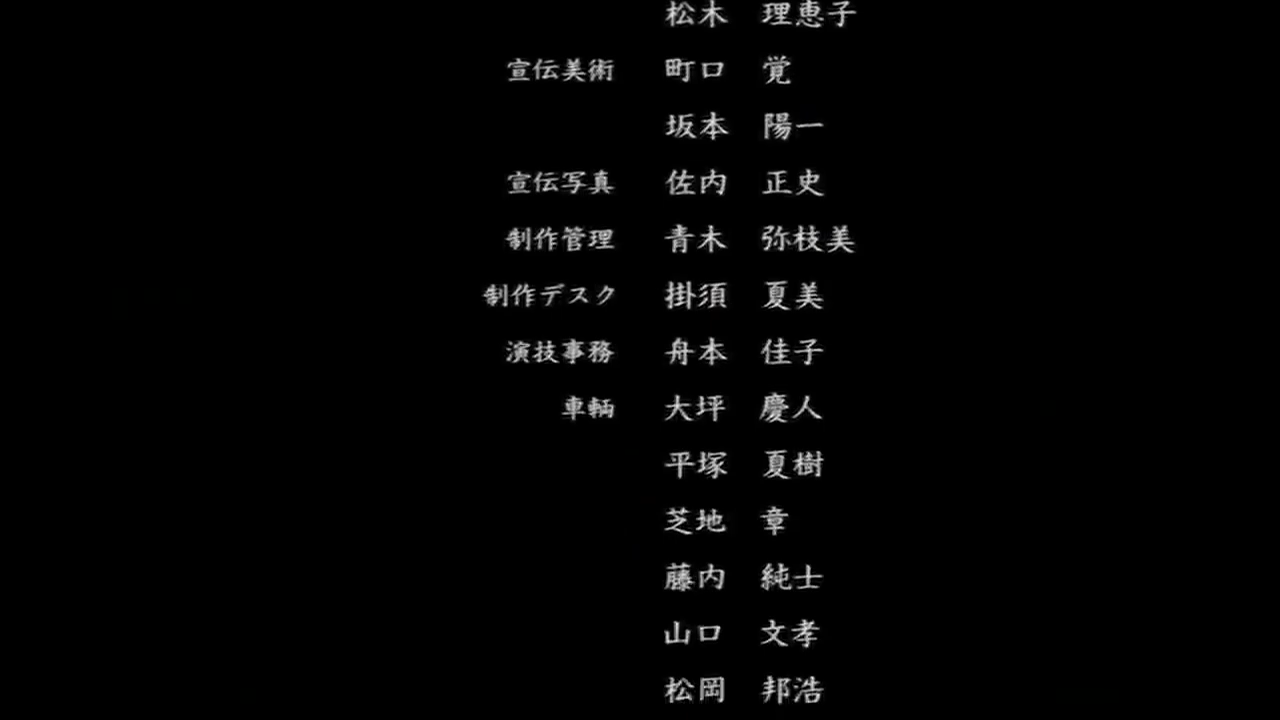 松木 理恵子
宣伝美術 町口 覚
坂本 陽一
宣伝写真 佐内 正史
制作管理 青木 弥枝美
制作デスク 掛須 夏美
演技事務 舟本 佳子
車輌 大坪 慶人
平塚 夏樹
芝地 章
藤内 純士
山口 文孝
松岡 邦浩